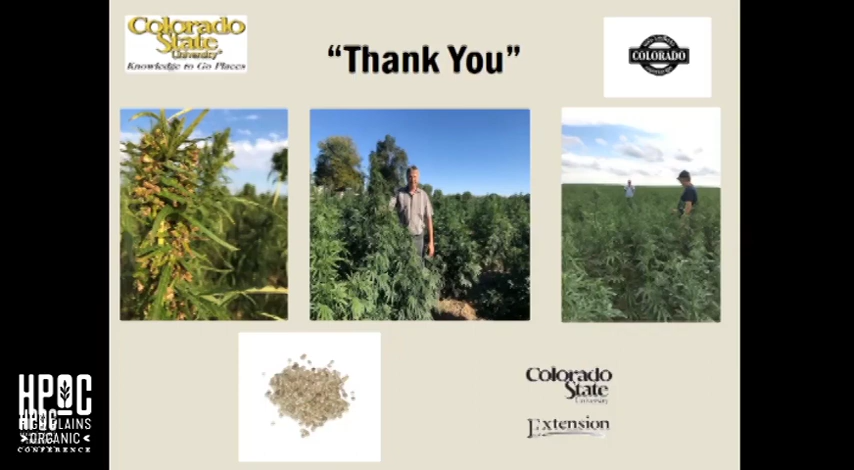 Colorado
State
University
Knowledge to Go Places
“Thank You”
COLORADO
Colorado
State
University
Extension
HPOC
HIGH PLAINS
ORGANIC
CONFERENCE